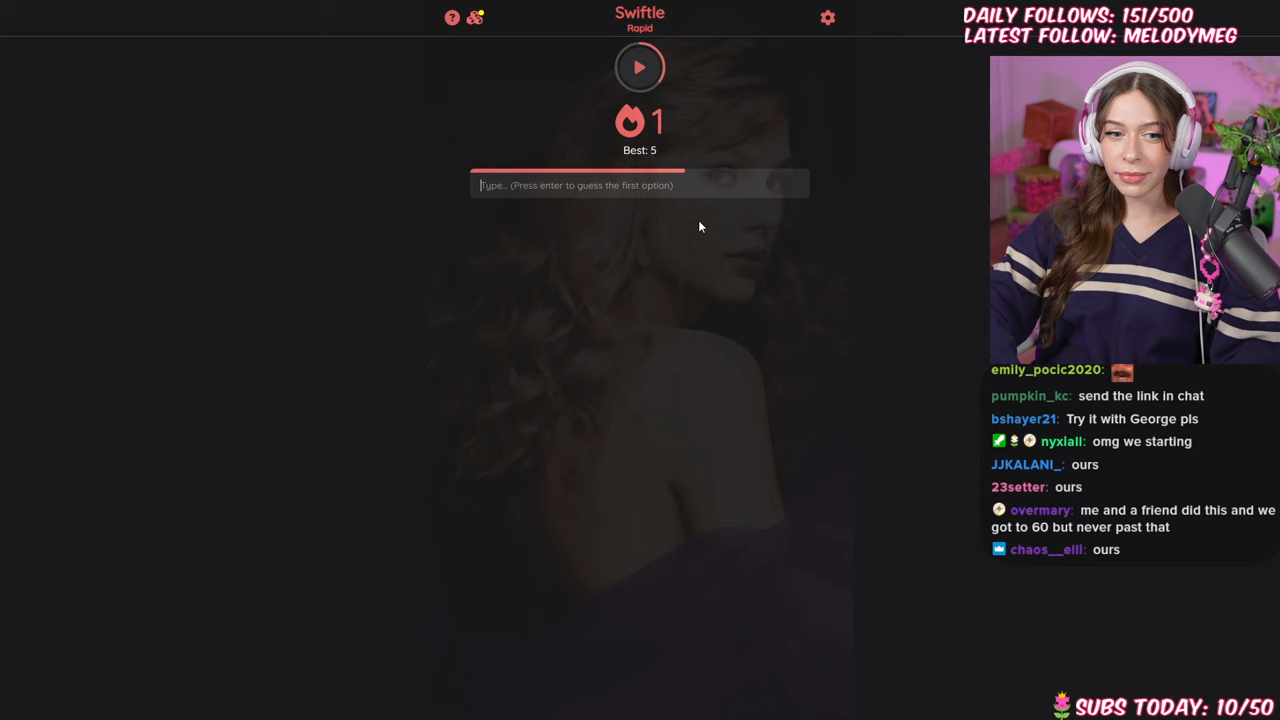 Swiftle
Rapid
1
Best: 5
Type... (Press enter to guess the first option)
DAILY FOLLOWS: 151/500
LATEST FOLLOW: MELODYMEG
emily_pocic2020:
pumpkin_kc: send the link in chat
bshayer21: Try it with George pls
nyxiall: omg we starting
JJKALANI_: ours
23setter: ours
overmary: me and a friend did this and we
got to 60 but never past that
chaos__elli: ours
SUBS TODAY: 10/50